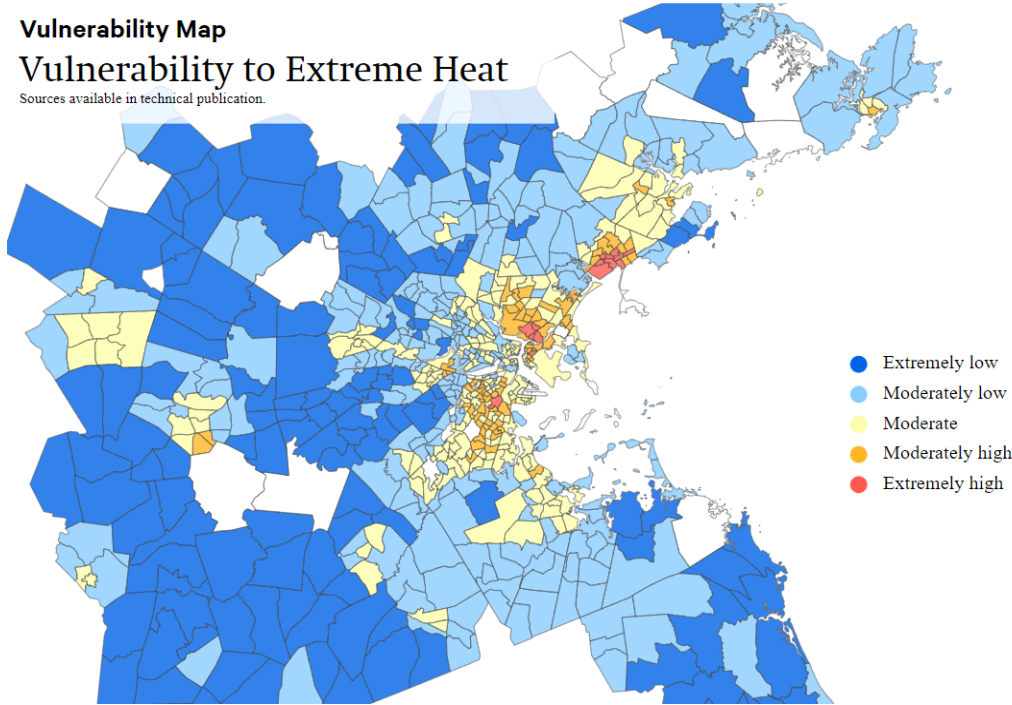 Vulnerability Map
Vulnerability to Extreme Heat
Sources available in technical publication.
Extremely low
Moderately low
Moderate
Moderately high
Extremely high